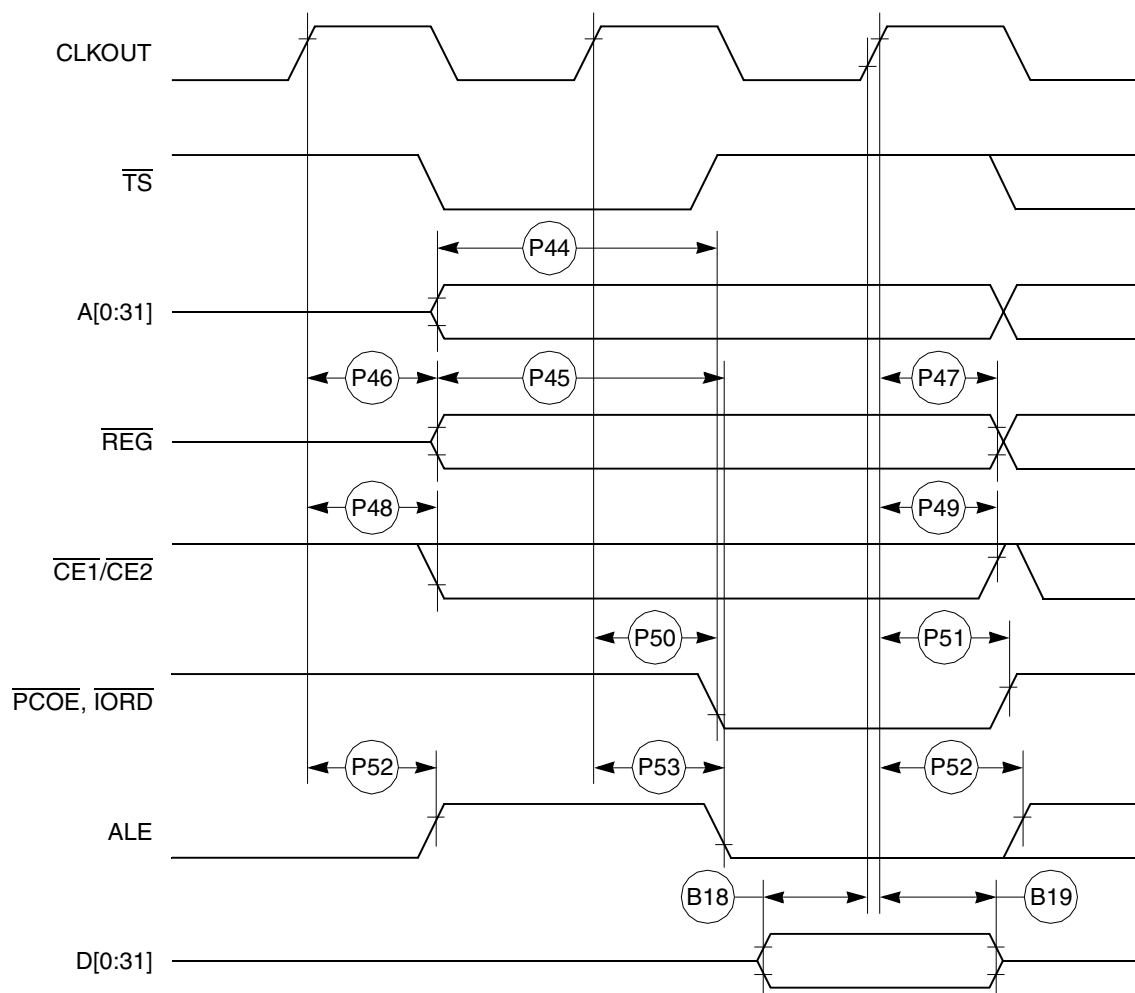 CLKOUT
TS
P44
A[0:31]
P46 P45 P47
REG
P48 P49
CE1/CE2
P50 P51
PCOE, IORD
P52 P53 P52
ALE
B18 B19
D[0:31]